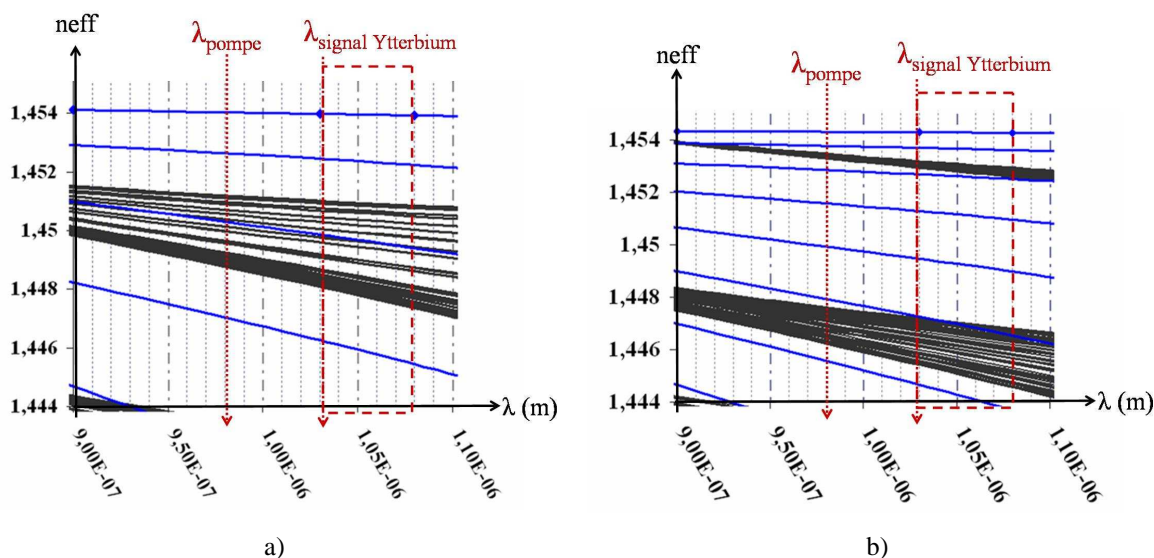 neff
λpompe
λsignal Ytterbium
1,454
1,452
1,45
1,448
1,446
1,444
λ (m)
9,00E-07
9,50E-07
1,00E-06
1,05E-06
1,10E-06
a)
neff
λpompe
λsignal Ytterbium
1,454
1,452
1,45
1,448
1,446
1,444
λ (m)
9,00E-07
9,50E-07
1,00E-06
1,05E-06
1,10E-06
b)